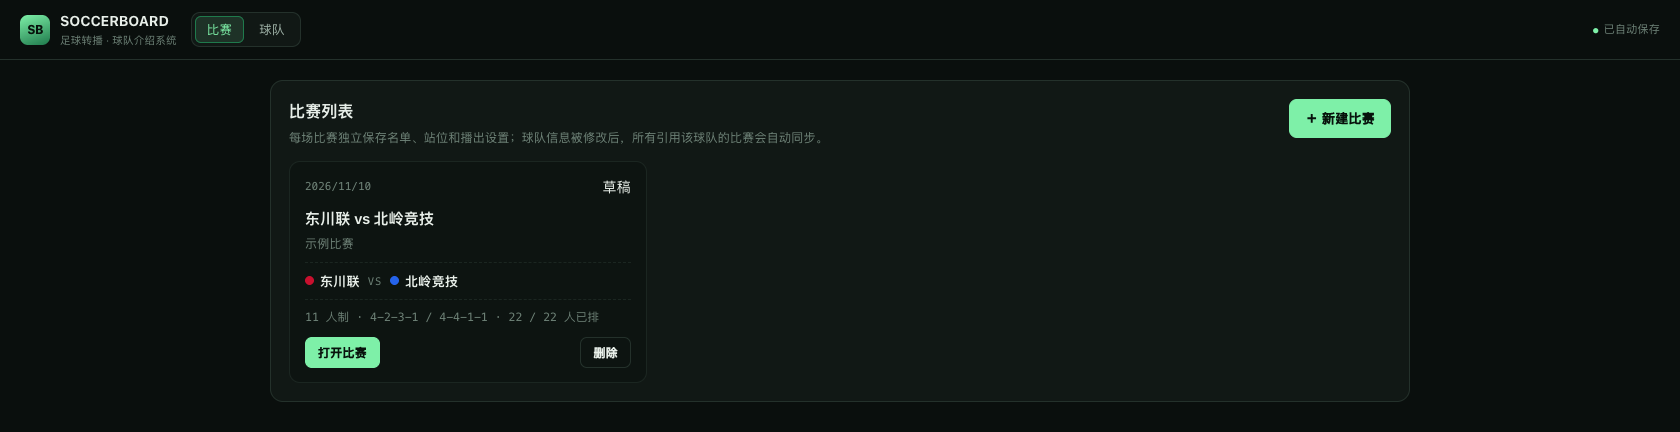 SB
SOCCERBOARD
足球转播 · 球队介绍系统
比赛
球队
已自动保存
比赛列表
每场比赛独立保存名单、站位和播出设置；球队信息被修改后，所有引用该球队的比赛会自动同步。
+ 新建比赛
2026/11/10
草稿
东川联 vs 北岭竞技
示例比赛
东川联 VS 北岭竞技
11 人制 · 4-2-3-1 / 4-4-1-1 · 22 / 22 人已排
打开比赛
删除